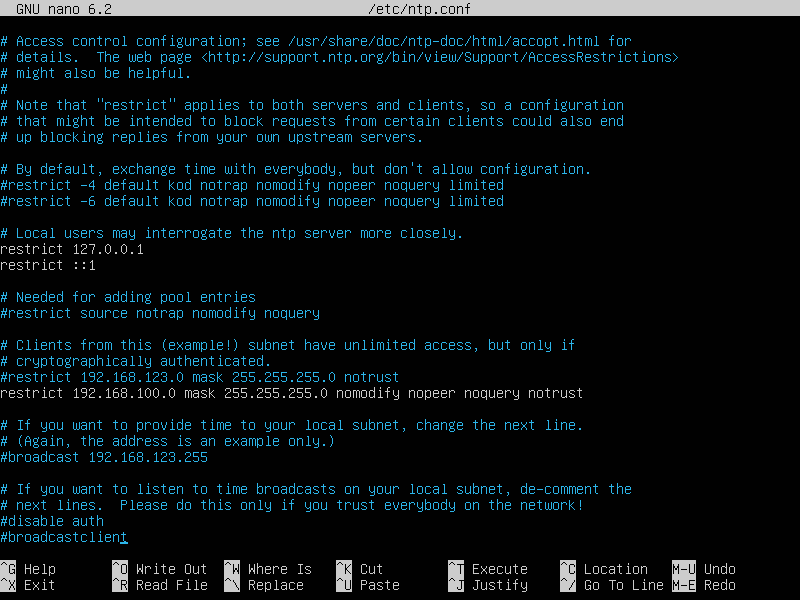 GNU nano 6.2 /etc/ntp.conf
# Access control configuration; see /usr/share/doc/ntp-doc/html/accopt.html for
# details.  The web page <http://support.ntp.org/bin/view/Support/AccessRestrictions>
# might also be helpful.
#
# Note that "restrict" applies to both servers and clients, so a configuration
# that might be intended to block requests from certain clients could also end
# up blocking replies from your own upstream servers.
# By default, exchange time with everybody, but don't allow configuration.
#restrict -4 default kod notrap nomodify nopeer noquery limited
#restrict -6 default kod notrap nomodify nopeer noquery limited
# Local users may interrogate the ntp server more closely.
restrict 127.0.0.1
restrict ::1
# Needed for adding pool entries
#restrict source notrap nomodify noquery
# Clients from this (example!) subnet have unlimited access, but only if
# cryptographically authenticated.
#restrict 192.168.123.0 mask 255.255.255.0 notrust
restrict 192.168.100.0 mask 255.255.255.0 nomodify nopeer noquery notrust
# If you want to provide time to your local subnet, change the next line.
# (Again, the address is an example only.)
#broadcast 192.168.123.255
# If you want to listen to time broadcasts on your local subnet, de-comment the
# next lines.  Please do this only if you trust everybody on the network!
#disable auth
#broadcastclient
^G Help ^O Write Out ^W Where Is ^K Cut ^T Execute ^C Location M-U Undo
^X Exit ^R Read File ^\ Replace ^U Paste ^J Justify ^/ Go To Line M-E Redo